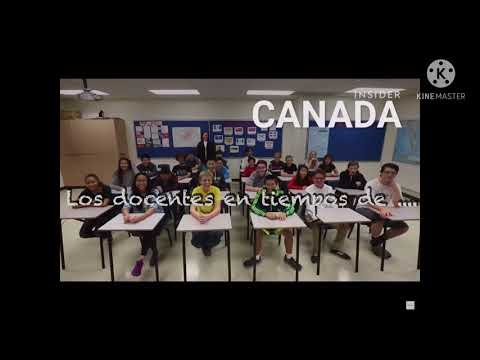 INSIDER
CANADA
KINEMASTER
Los docentes en tiempos de ....